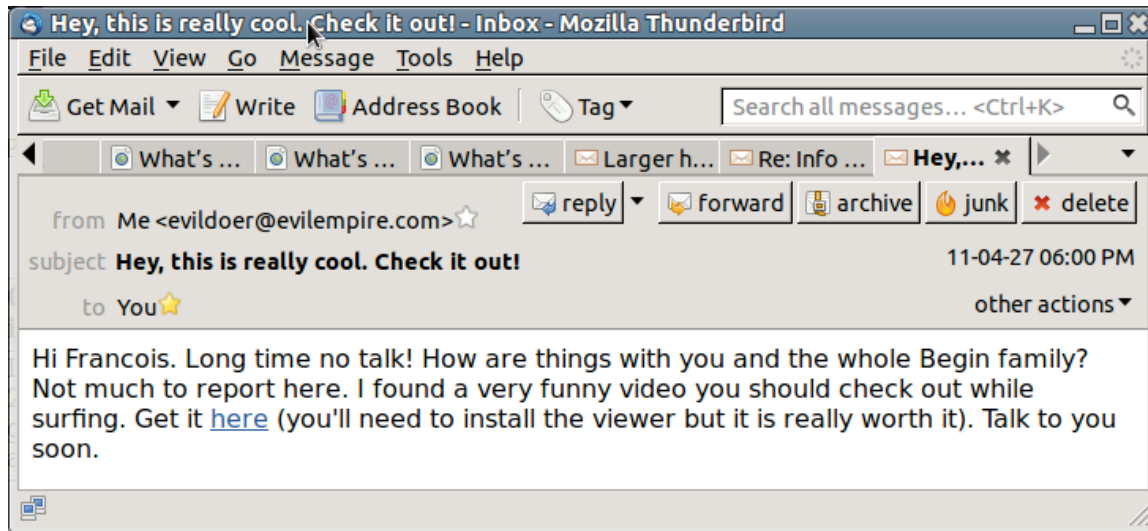 Hey, this is really cool. Check it out! - Inbox - Mozilla Thunderbird
File Edit View Go Message Tools Help
Get Mail Write Address Book Tag Search all messages... <Ctrl+K>
What's ... What's ... What's ... Larger h... Re: Info ... Hey,...
from Me <evildoer@evilempire.com> reply forward archive junk delete
subject Hey, this is really cool. Check it out! 11-04-27 06:00 PM
to You other actions
Hi Francois. Long time no talk! How are things with you and the whole Begin family?
Not much to report here. I found a very funny video you should check out while
surfing. Get it here (you'll need to install the viewer but it is really worth it). Talk to you
soon.